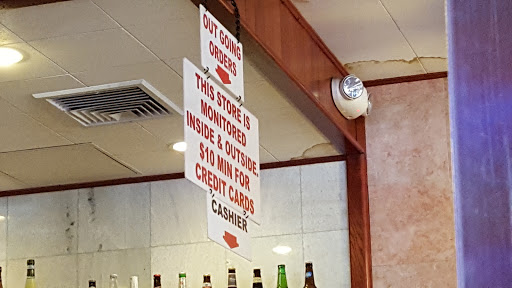 OUT GOING
ORDERS
THIS STORE IS
MONITORED
INSIDE & OUTSIDE.
$10 MIN FOR
CREDIT CARDS
CASHIER